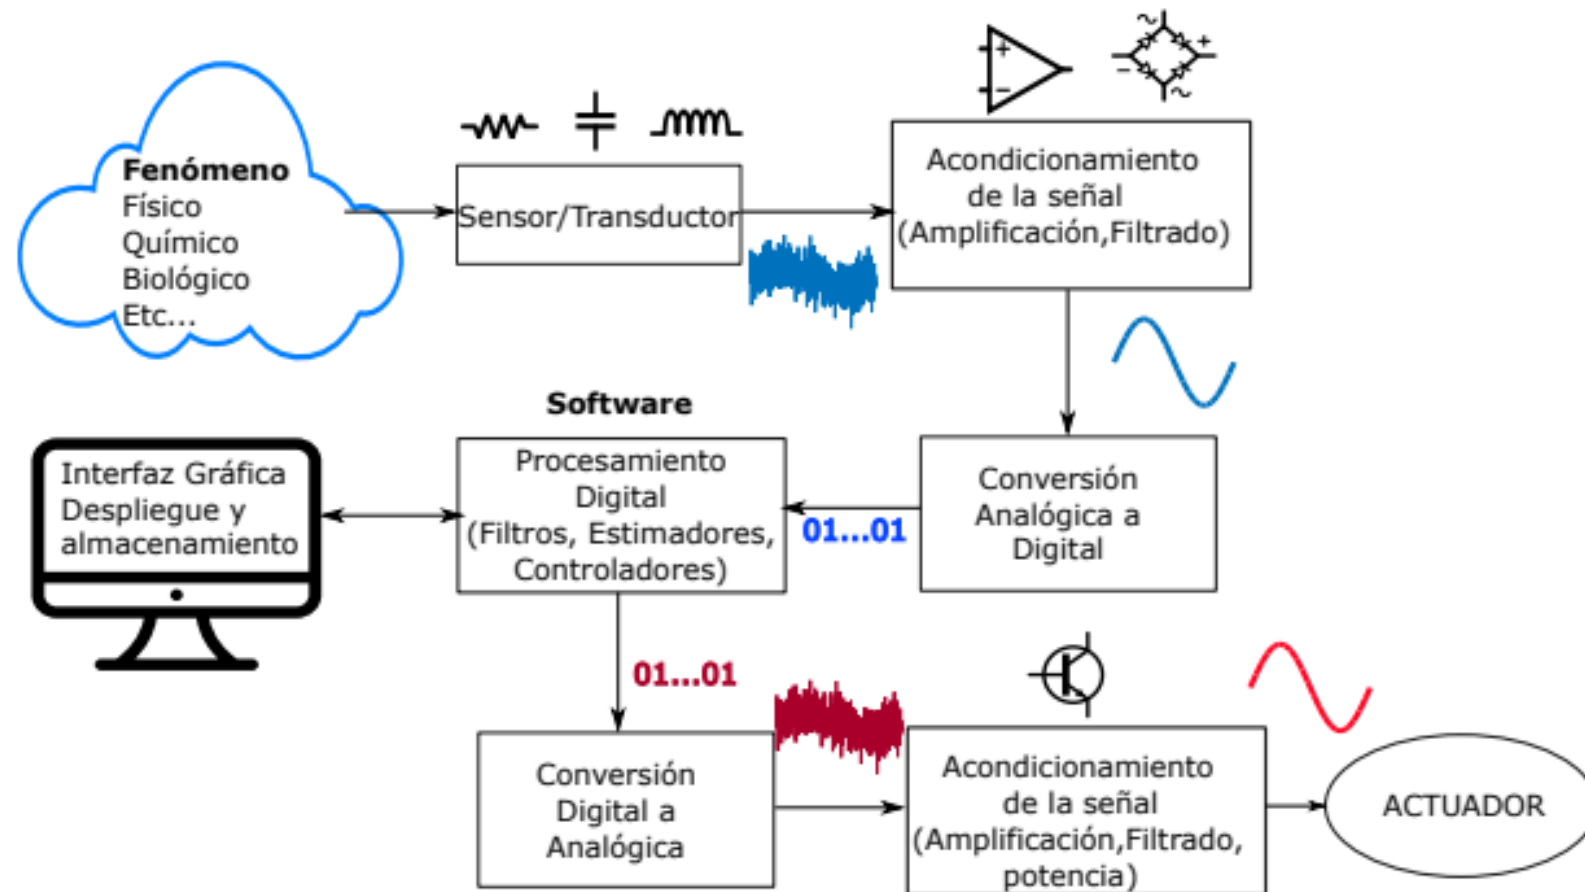 Fenómeno
Físico
Químico
Biológico
Etc...
Sensor/Transductor
Acondicionamiento
de la señal
(Amplificación,Filtrado)
Software
Interfaz Gráfica
Despliegue y
almacenamiento
Procesamiento
Digital
(Filtros, Estimadores,
Controladores)
01...01
Conversión
Analógica a
Digital
01...01
Conversión
Digital a
Analógica
Acondicionamiento
de la señal
(Amplificación,Filtrado,
potencia)
ACTUADOR